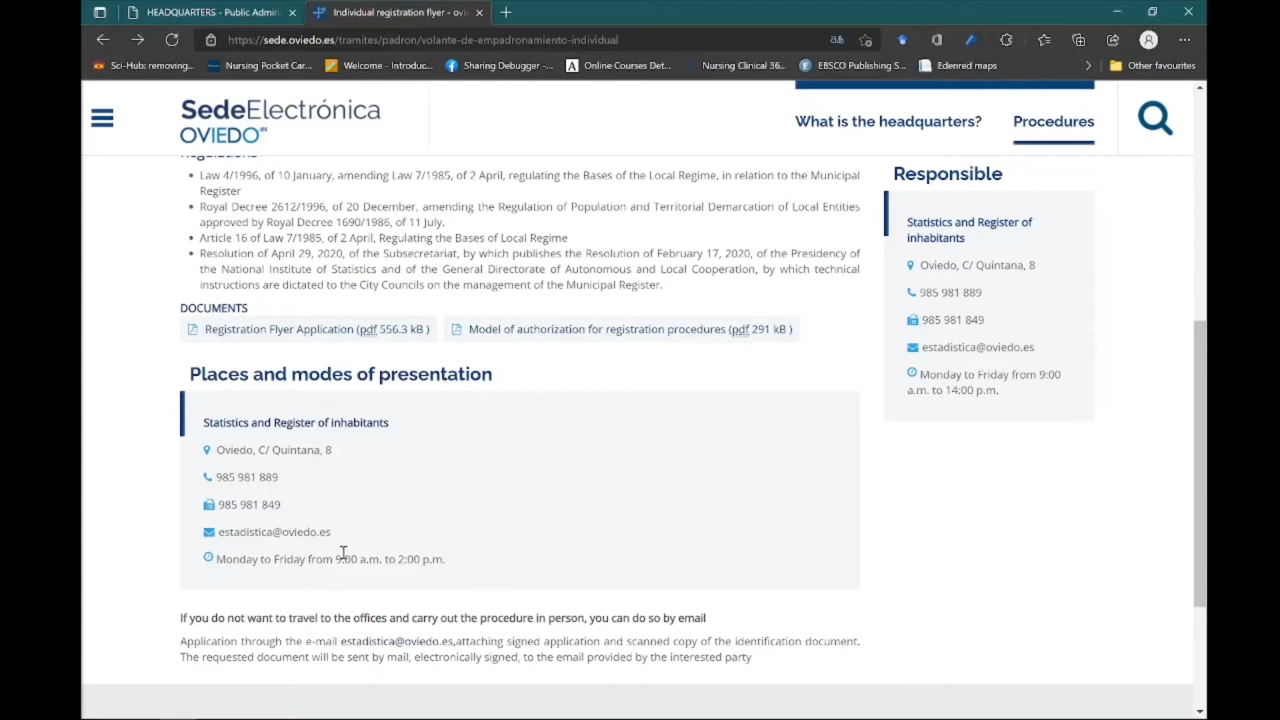 HEADQUARTERS - Public Admin
Individual registration flyer - ovi
https://sede.oviedo.es/tramites/padron/volante-de-empadronamiento-individual
Sci-Hub: removing...
Nursing Pocket Car...
Welcome - Introduc...
Sharing Debugger -...
Online Courses Det...
Nursing Clinical 36...
EBSCO Publishing S...
Edenred maps
Other favourites
SedeElectrónica
OVIEDO.es
What is the headquarters?
Procedures
Regulations
Law 4/1996, of 10 January, amending Law 7/1985, of 2 April, regulating the Bases of the Local Regime, in relation to the Municipal
Register
Royal Decree 2612/1996, of 20 December, amending the Regulation of Population and Territorial Demarcation of Local Entities
approved by Royal Decree 1690/1986, of 11 July.
Article 16 of Law 7/1985, of 2 April, Regulating the Bases of Local Regime
Resolution of April 29, 2020, of the Subsecretariat, by which publishes the Resolution of February 17, 2020, of the Presidency of
the National Institute of Statistics and of the General Directorate of Autonomous and Local Cooperation, by which technical
instructions are dictated to the City Councils on the management of the Municipal Register.
DOCUMENTS
Registration Flyer Application (pdf 556.3 kB )
Model of authorization for registration procedures (pdf 291 kB )
Places and modes of presentation
Statistics and Register of inhabitants
Oviedo, C/ Quintana, 8
985 981 889
985 981 849
estadistica@oviedo.es
Monday to Friday from 9:00 a.m. to 2:00 p.m.
If you do not want to travel to the offices and carry out the procedure in person, you can do so by email
Application through the e-mail estadistica@oviedo.es,attaching signed application and scanned copy of the identification document.
The requested document will be sent by mail, electronically signed, to the email provided by the interested party
Responsible
Statistics and Register of
inhabitants
Oviedo, C/ Quintana, 8
985 981 889
985 981 849
estadistica@oviedo.es
Monday to Friday from 9:00
a.m. to 14:00 p.m.